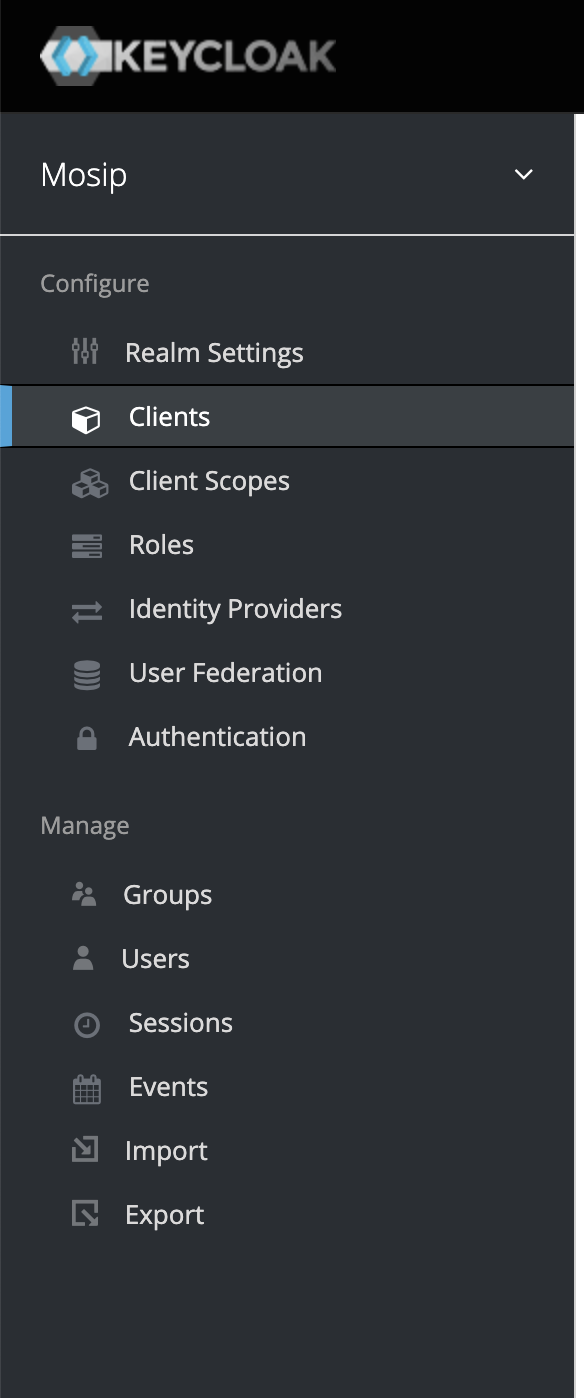 KEYCLOAK
Mosip
Configure
Realm Settings
Clients
Client Scopes
Roles
Identity Providers
User Federation
Authentication
Manage
Groups
Users
Sessions
Events
Import
Export